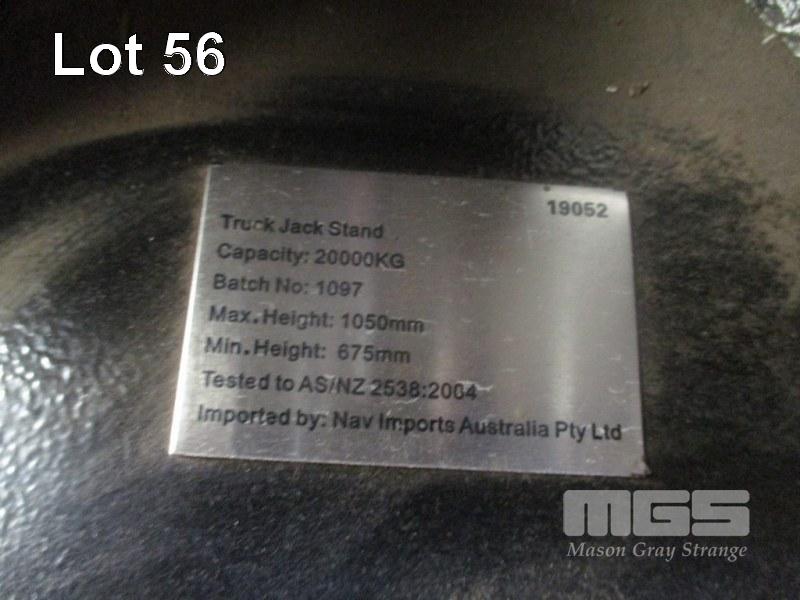 Lot 56
19052
Truck Jack Stand
Capacity: 20000KG
Batch No: 1097
Max. Height: 1050mm
Min. Height: 675mm
Tested to AS/NZ 2538:2004
Imported by: Nav Imports Australia Pty Ltd
MGS
Mason Gray Strange